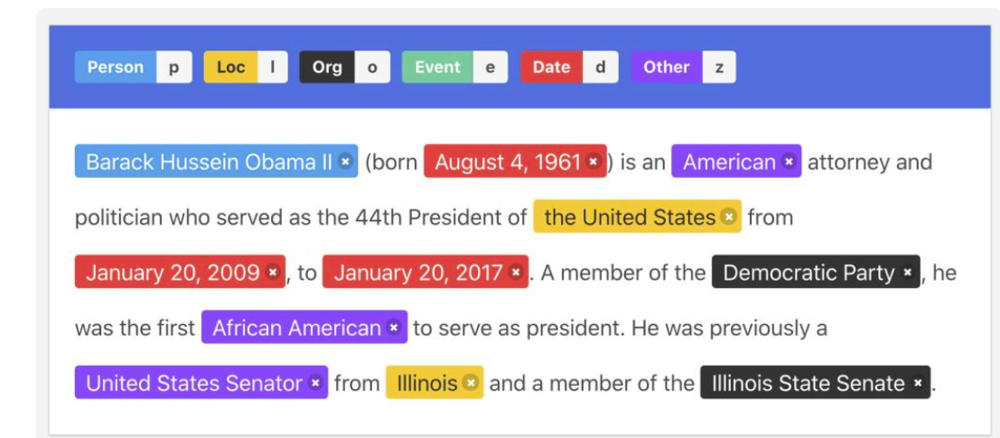 Person p Loc l Org o Event e Date d Other z
Barack Hussein Obama II (born August 4, 1961) is an American attorney and
politician who served as the 44th President of the United States from
January 20, 2009, to January 20, 2017. A member of the Democratic Party, he
was the first African American to serve as president. He was previously a
United States Senator from Illinois and a member of the Illinois State Senate.